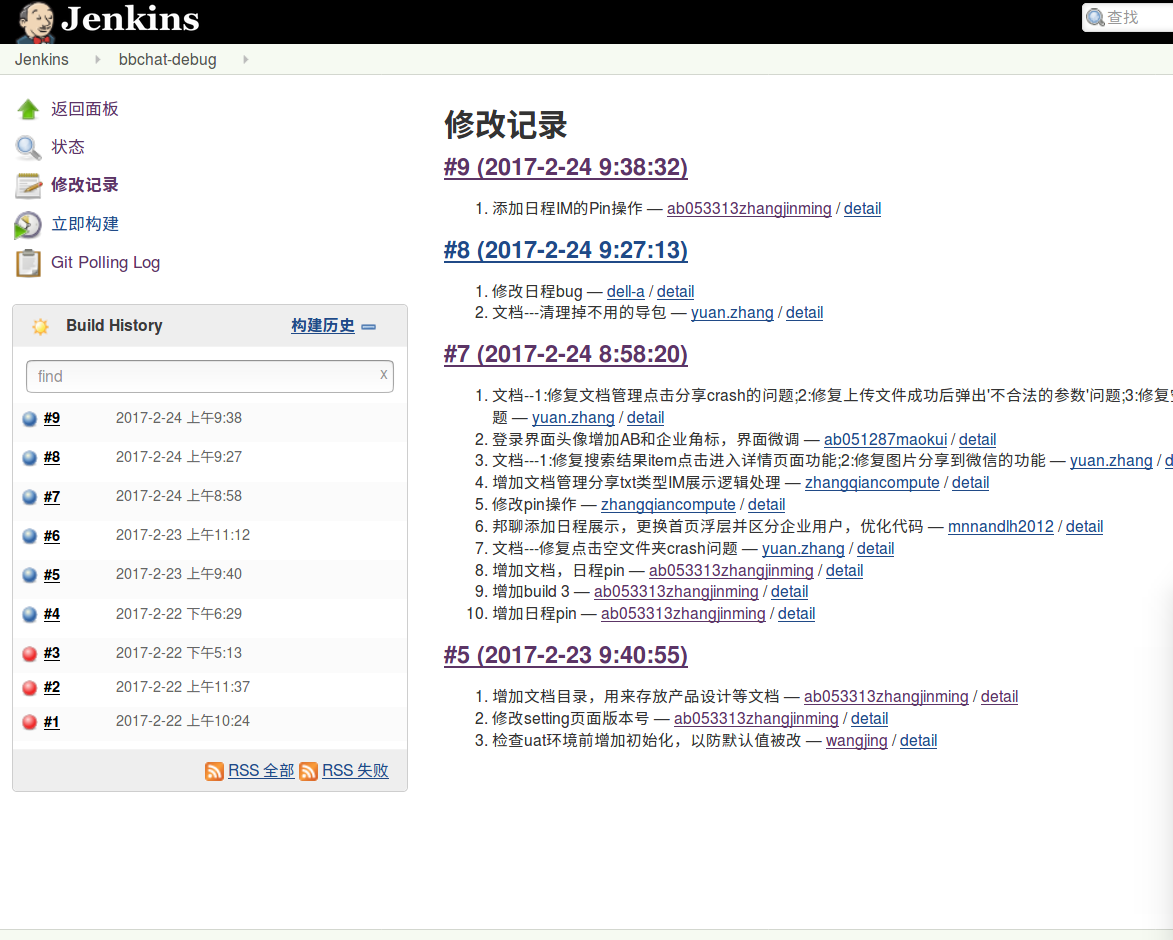 Jenkins
查找
Jenkins
bbchat-debug
返回面板
状态
修改记录
立即构建
Git Polling Log
Build History
构建历史
find
x
#9 2017-2-24 上午9:38
#8 2017-2-24 上午9:27
#7 2017-2-24 上午8:58
#6 2017-2-23 上午11:12
#5 2017-2-23 上午9:40
#4 2017-2-22 下午6:29
#3 2017-2-22 下午5:13
#2 2017-2-22 上午11:37
#1 2017-2-22 上午10:24
RSS 全部 RSS 失败
修改记录
#9 (2017-2-24 9:38:32)
1. 添加日程IM的Pin操作 — ab053313zhangjinming / detail
#8 (2017-2-24 9:27:13)
1. 修改日程bug — dell-a / detail
2. 文档---清理掉不用的导包 — yuan.zhang / detail
#7 (2017-2-24 8:58:20)
1. 文档--1:修复文档管理点击分享crash的问题;2:修复上传文件成功后弹出'不合法的参数'问题;3:修复
题 — yuan.zhang / detail
2. 登录界面头像增加AB和企业角标，界面微调 — ab051287maokui / detail
3. 文档---1:修复搜索结果item点击进入详情页面功能;2:修复图片分享到微信的功能 — yuan.zhang / d
4. 增加文档管理分享txt类型IM展示逻辑处理 — zhangqiancompute / detail
5. 修改pin操作 — zhangqiancompute / detail
6. 邦聊添加日程展示，更换首页浮层并区分企业用户，优化代码 — mnnandlh2012 / detail
7. 文档---修复点击空文件夹crash问题 — yuan.zhang / detail
8. 增加文档，日程pin — ab053313zhangjinming / detail
9. 增加build 3 — ab053313zhangjinming / detail
10. 增加日程pin — ab053313zhangjinming / detail
#5 (2017-2-23 9:40:55)
1. 增加文档目录，用来存放产品设计等文档 — ab053313zhangjinming / detail
2. 修改setting页面版本号 — ab053313zhangjinming / detail
3. 检查uat环境前增加初始化，以防默认值被改 — wangjing / detail